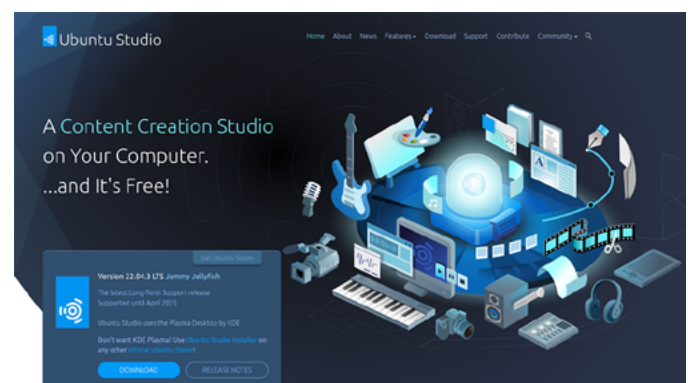 Ubuntu Studio
Home About News Features Download Support Contribute Community
A Content Creation Studio
on Your Computer.
...and It's Free!
Get Ubuntu Studio
Version 22.04.3 LTS Jammy Jellyfish
The latest Long-Term Support release
Supported until April 2025
Ubuntu Studio uses the Plasma Desktop by KDE
Don't want KDE Plasma? Use Ubuntu Studio Installer on
any other official Ubuntu flavor!
DOWNLOAD RELEASE NOTES
A